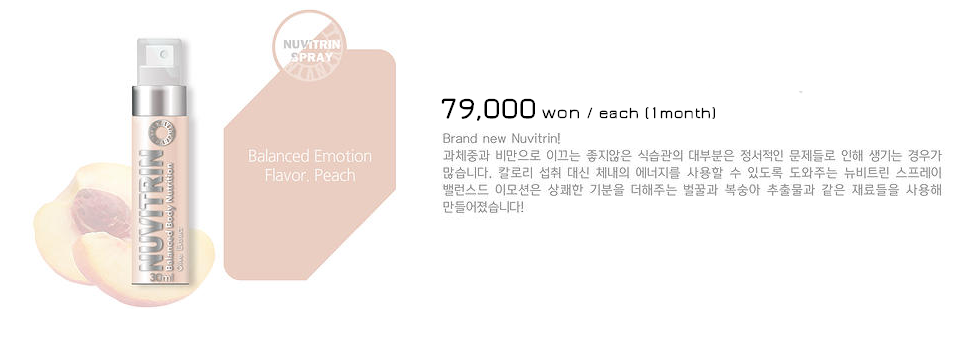 NUVITRIN
SPRAY
NUVITRIN
Balanced Body Nutrition
30ml
Balanced Emotion
Flavor. Peach
79,000 won / each (1month)
Brand new Nuvitrin!
과체중과 비만으로 이끄는 좋지않은 식습관의 대부분은 정서적인 문제들로 인해 생기는 경우가
많습니다. 칼로리 섭취 대신 체내의 에너지를 사용할 수 있도록 도와주는 뉴비트린 스프레이
밸런스드 이모션은 상쾌한 기분을 더해주는 벌꿀과 복숭아 추출물과 같은 재료들을 사용해
만들어졌습니다!